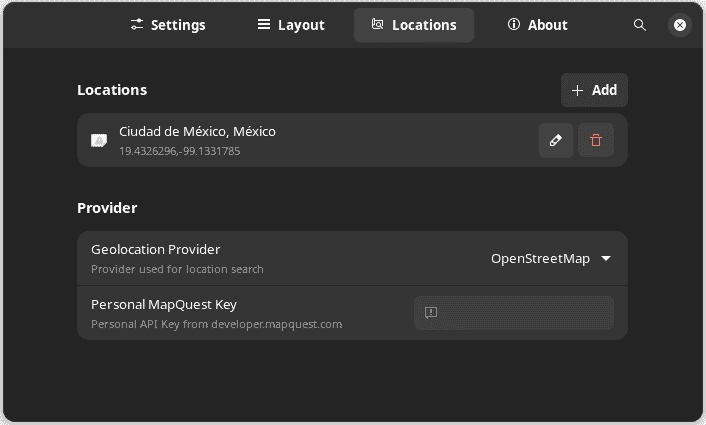 Settings
Layout
Locations
About
Locations
Add
Ciudad de México, México
19.4326296,-99.1331785
Provider
Geolocation Provider
Provider used for location search
OpenStreetMap
Personal MapQuest Key
Personal API Key from developer.mapquest.com